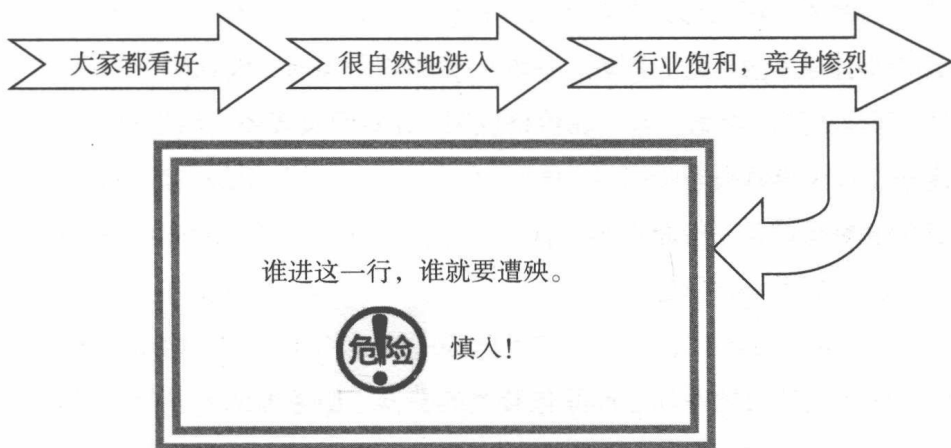 大家都看好
很自然地涉入
行业饱和，竞争惨烈
谁进这一行，谁就要遭殃。
危险 慎入！